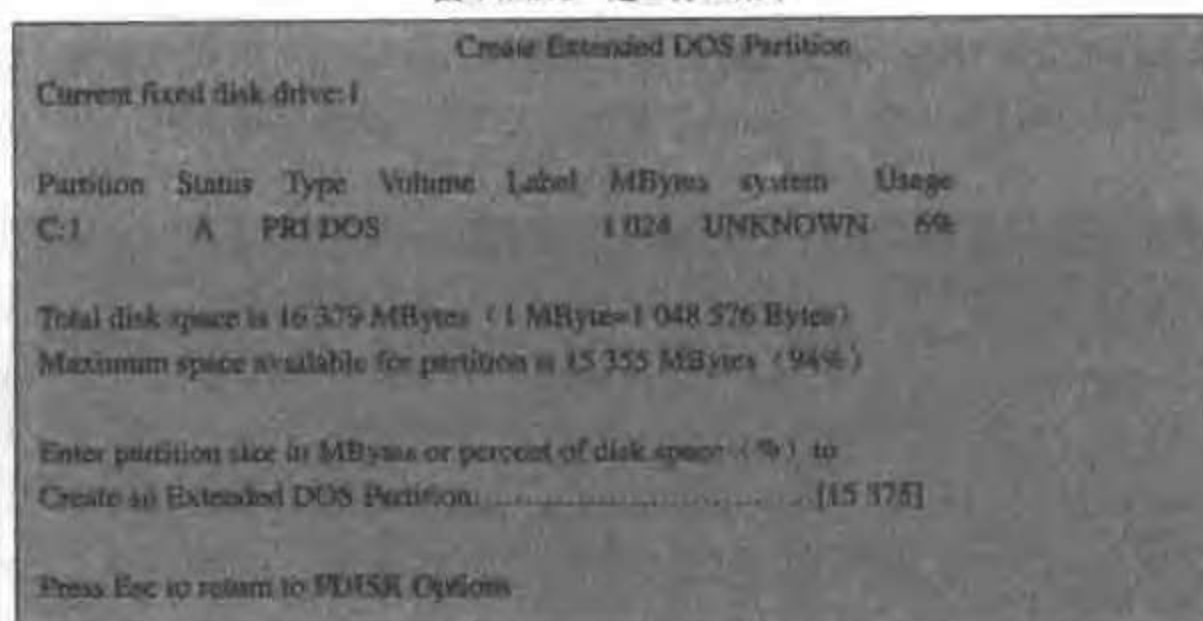 Create Extended DOS Partition
Current fixed disk drive:1
Partition Status Type Volume Label MBytes system Usage
C:1 A PRI DOS 1 024 UNKNOWN 6%
Total disk space is 16 379 MBytes (1 MByte=1 048 576 Bytes)
Maximum space available for partition is 15 355 MBytes (94%)
Enter partition size in MBytes or percent of disk space (%) to
Create an Extended DOS Partition..............................[15 375]
Press Esc to return to FDISK Options